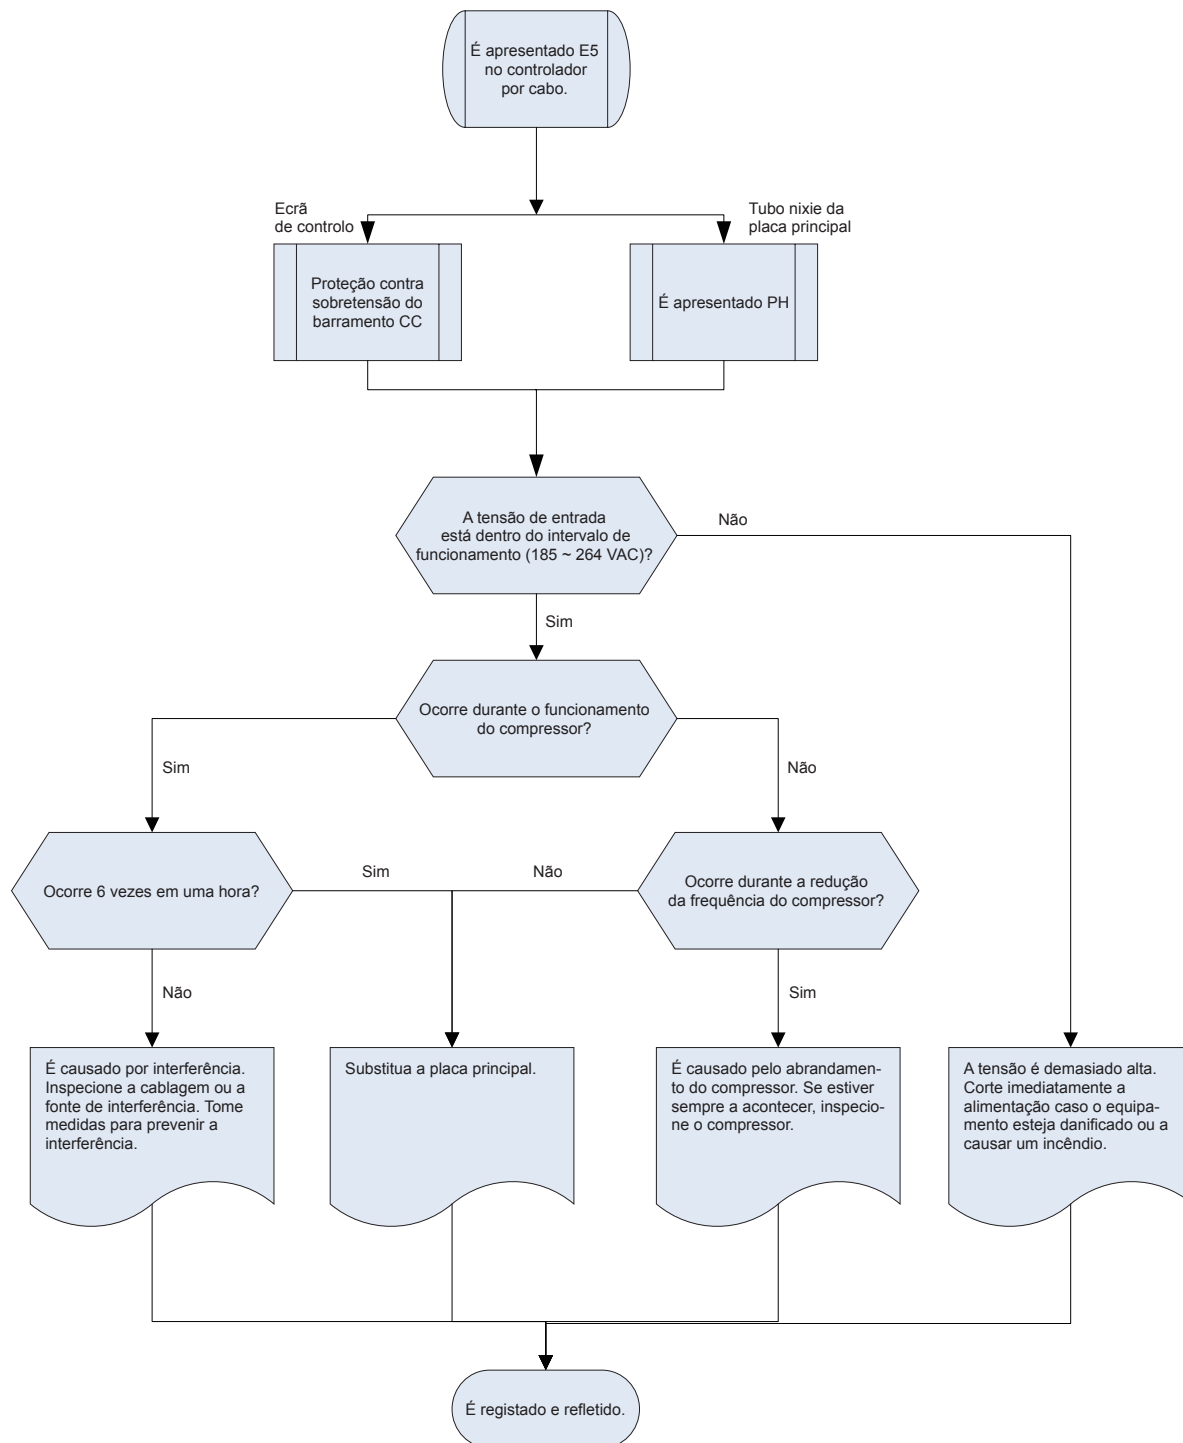 É apresentado E5
no controlador
por cabo.
Ecrã
de controlo
Tubo nixie da
placa principal
Proteção contra
sobretensão do
barramento CC
É apresentado PH
A tensão de entrada
está dentro do intervalo de
funcionamento (185 ~ 264 VAC)?
Não
Sim
Ocorre durante o funcionamento
do compressor?
Sim
Não
Ocorre 6 vezes em uma hora?
Sim
Não
Ocorre durante a redução
da frequência do compressor?
Não
Sim
É causado por interferência.
Inspecione a cablagem ou a
fonte de interferência. Tome
medidas para prevenir a
interferência.
Substitua a placa principal.
É causado pelo abrandamen-
to do compressor. Se estiver
sempre a acontecer, inspecio-
ne o compressor.
A tensão é demasiado alta.
Corte imediatamente a
alimentação caso o equipa-
mento esteja danificado ou a
causar um incêndio.
É registado e refletido.